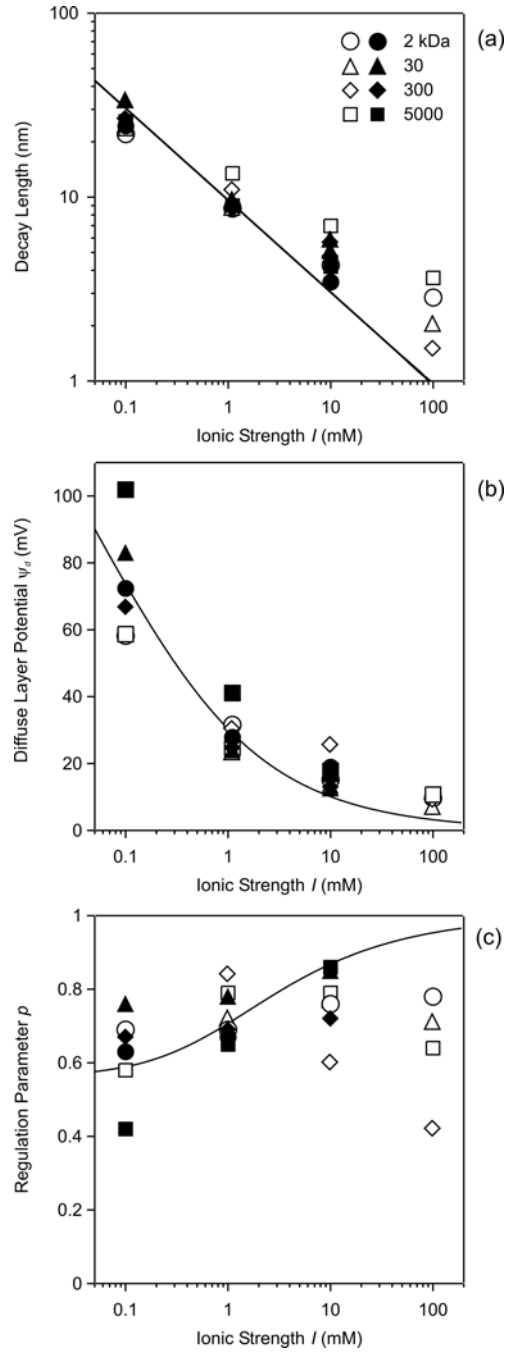 (a)
100
10
1
Decay Length (nm)
2 kDa
30
300
5000
0.1 1 10 100
Ionic Strength I (mM)
(b)
100
80
60
40
20
0
Diffuse Layer Potential ψd (mV)
0.1 1 10 100
Ionic Strength I (mM)
(c)
1
0.8
0.6
0.4
0.2
0
Regulation Parameter p
0.1 1 10 100
Ionic Strength I (mM)